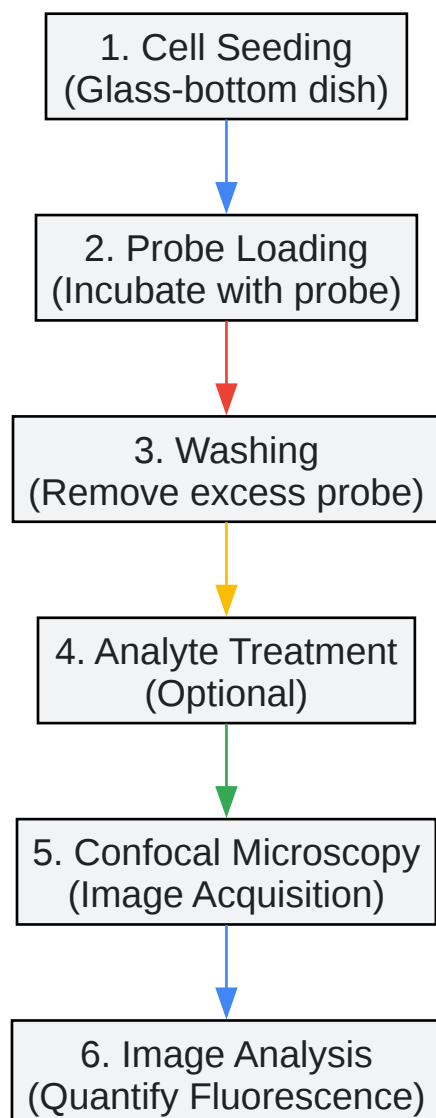 1. Cell Seeding
(Glass-bottom dish)
2. Probe Loading
(Incubate with probe)
3. Washing
(Remove excess probe)
4. Analyte Treatment
(Optional)
5. Confocal Microscopy
(Image Acquisition)
6. Image Analysis
(Quantify Fluorescence)